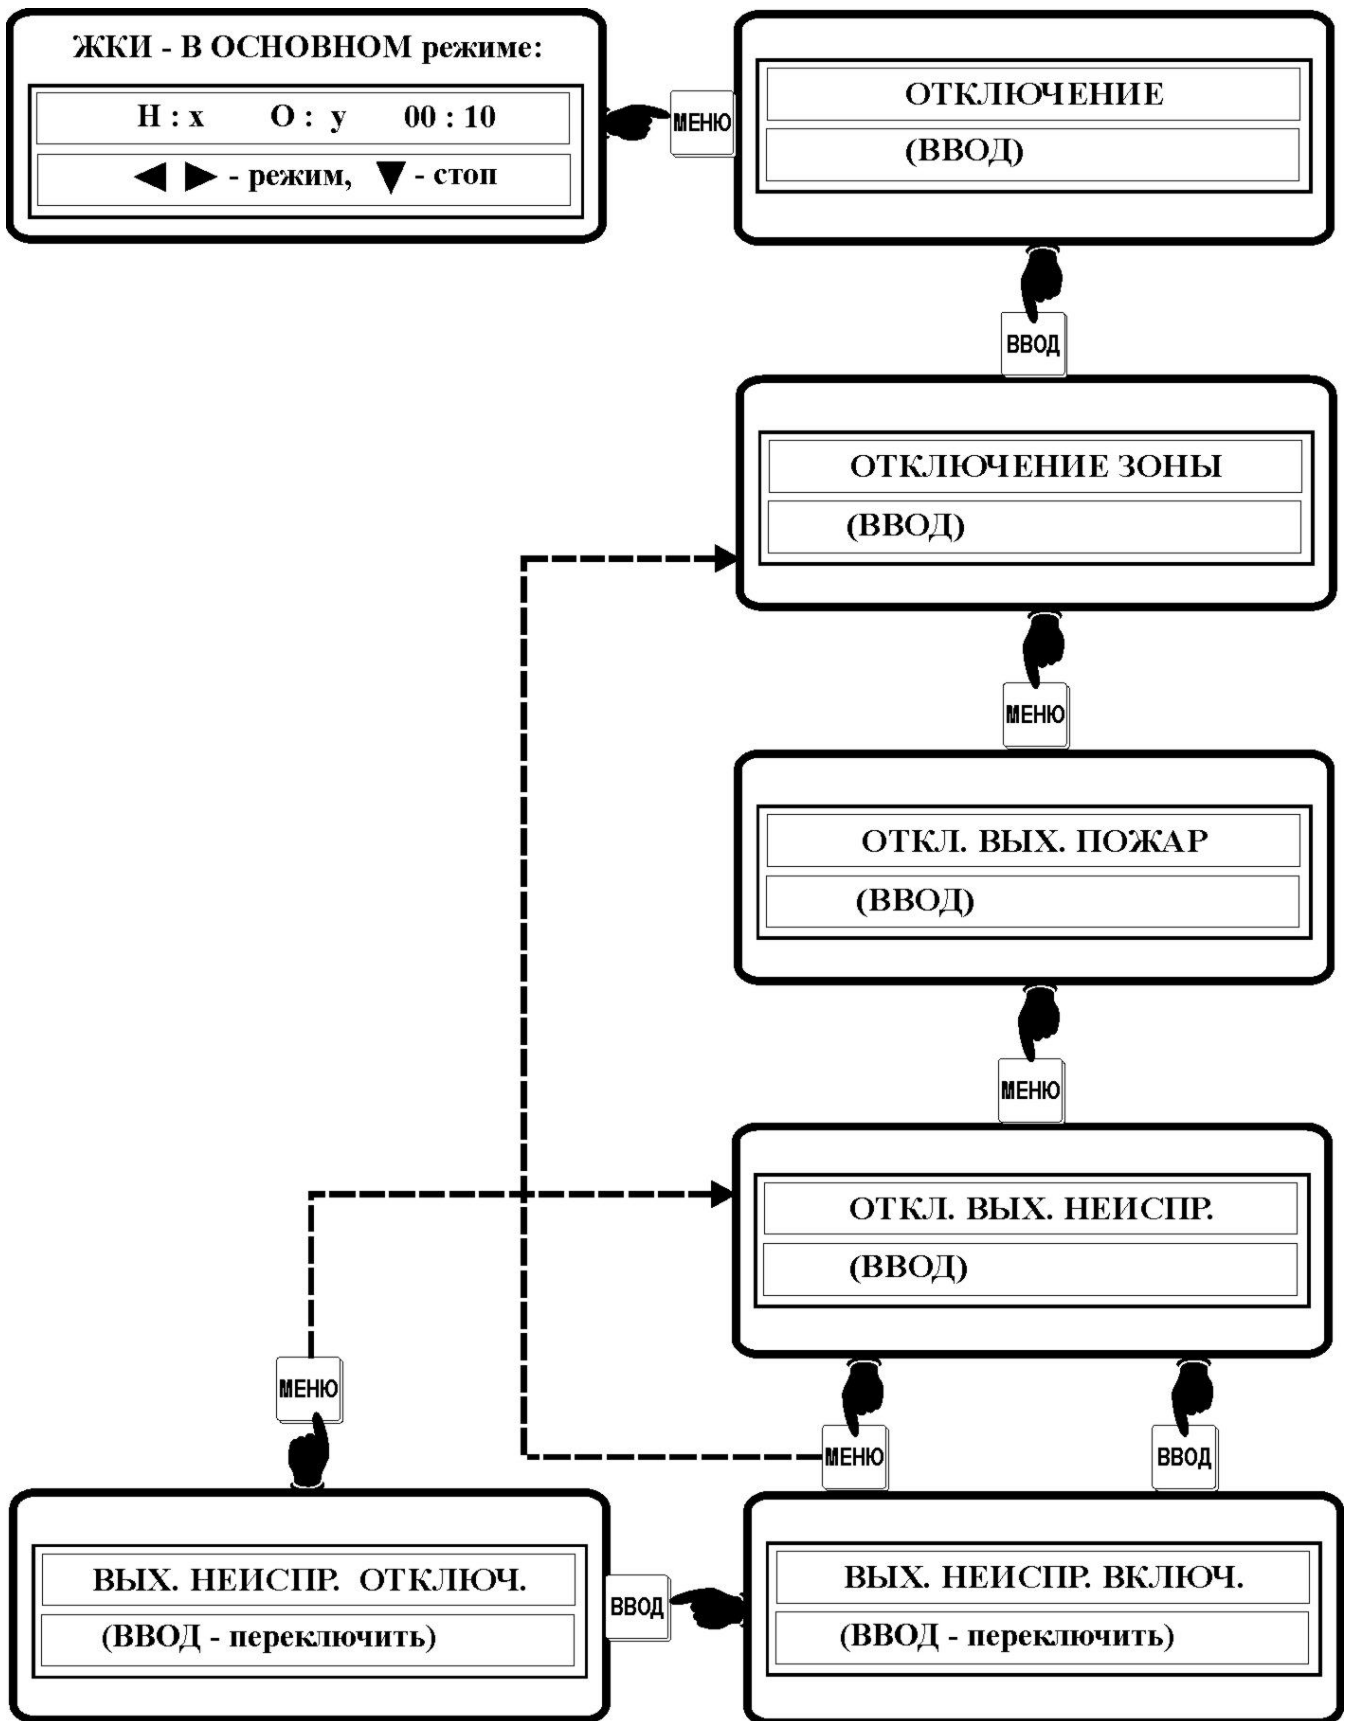 ЖКИ - В ОСНОВНОМ режиме:
Н : х О : у 00 : 10
◀ ▶ - режим, ▼ - стоп
МЕНЮ
ОТКЛЮЧЕНИЕ
(ВВОД)
ВВОД
ОТКЛЮЧЕНИЕ ЗОНЫ
(ВВОД)
МЕНЮ
ОТКЛ. ВЫХ. ПОЖАР
(ВВОД)
МЕНЮ
ОТКЛ. ВЫХ. НЕИСПР.
(ВВОД)
МЕНЮ
МЕНЮ
ВВОД
ВЫХ. НЕИСПР. ОТКЛЮЧ.
(ВВОД - переключить)
ВВОД
ВЫХ. НЕИСПР. ВКЛЮЧ.
(ВВОД - переключить)